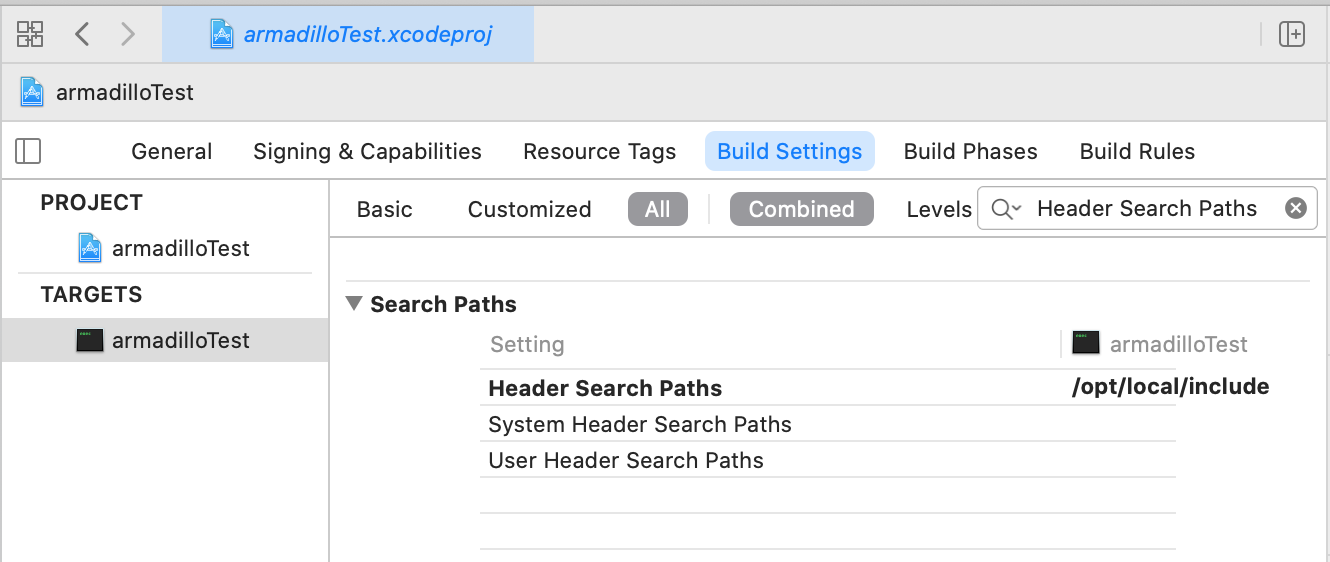 armadilloTest.xcodeproj
armadilloTest
General Signing & Capabilities Resource Tags Build Settings Build Phases Build Rules
PROJECT
armadilloTest
TARGETS
armadilloTest
Basic Customized All Combined Levels Header Search Paths
Search Paths
Setting armadilloTest
Header Search Paths /opt/local/include
System Header Search Paths
User Header Search Paths